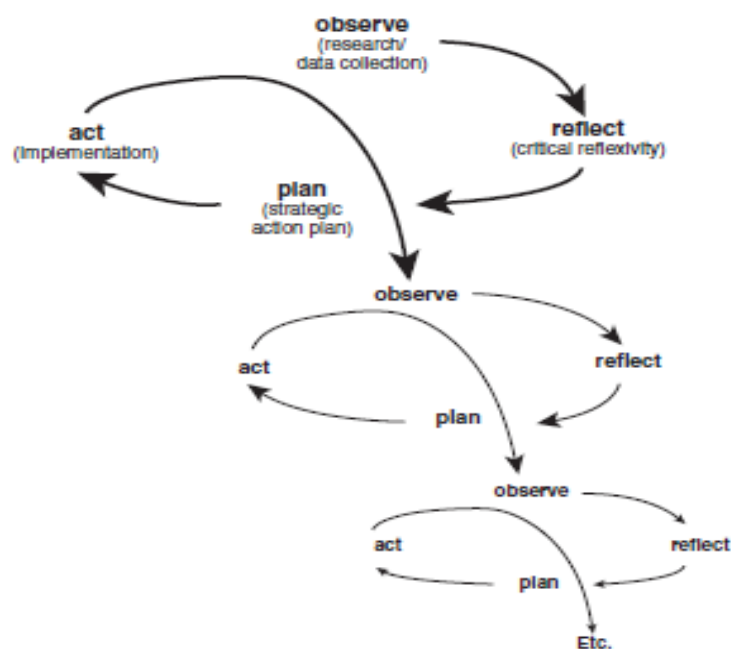 observe
(research/
data collection)
reflect
(critical reflexivity)
act
(implementation)
plan
(strategic
action plan)
observe
reflect
act
plan
observe
reflect
act
plan
Etc.